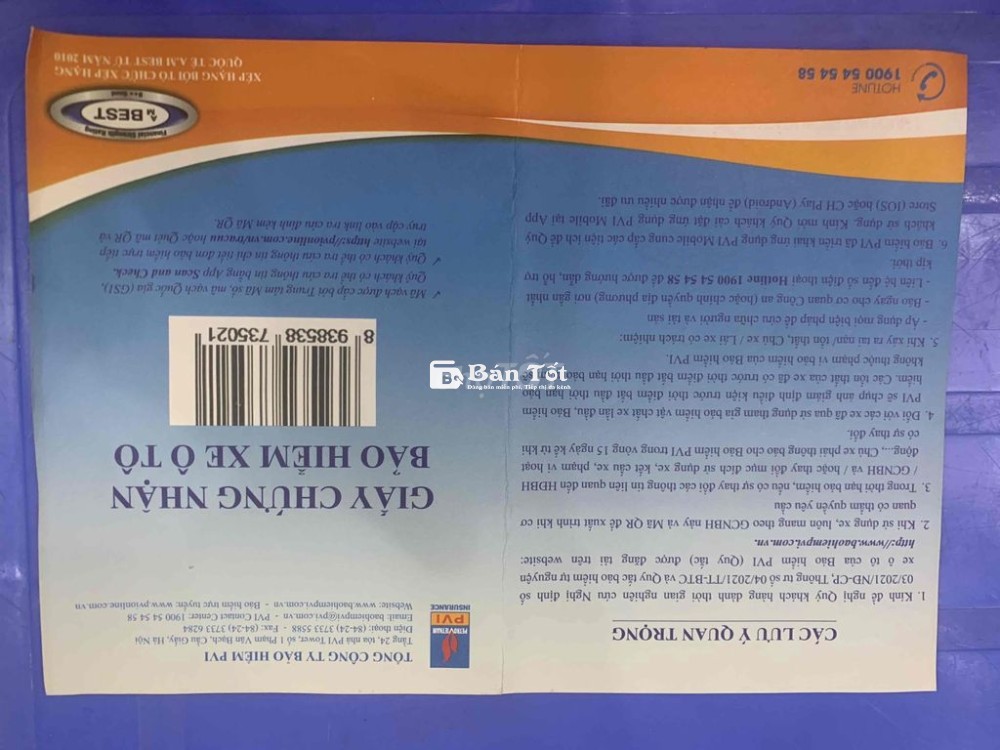 TỔNG CÔNG TY BẢO HIỂM PVI
Tầng 24, tòa nhà PVI Tower, số 1 Phạm Văn Bạch, Cầu Giấy, Hà Nội
Điện thoại: (84-24) 3733 5588 - Fax: (84-24) 3733 6284
Email: baohiempvi.com.vn - PVI - Contact Center: 1900 54 54 58
Website: www.baohiempvi.com.vn - Bảo hiểm trực tuyến: www.pvionline.com.vn
PETROVIETNAM
PVI
INSURANCE
GIẤY CHỨNG NHẬN
BẢO HIỂM XE Ô TÔ
8 938538 735021
✓ Mã vạch được cấp bởi Trung tâm Mã số, mã vạch Quốc gia (GS1),
Quý khách có thể tra cứu thông tin bằng App Scan and Check.
✓ Quý khách có thể tra cứu thông tin chi tiết đơn bảo hiểm trực tiếp
tại website https://pvionline.com.vn/tracuu hoặc Quét mã QR và
truy cập vào link tra cứu đính kèm Mã QR.
Financial Strength Rating
BEST
B++ Good
XẾP HẠNG BỞI TỔ CHỨC XẾP HẠNG
QUỐC TẾ A.M BEST TỪ NĂM 2010
CÁC LƯU Ý QUAN TRỌNG
1. Kính đề nghị Quý khách hàng dành thời gian nghiên cứu Nghị định số
03/2021/NĐ-CP, Thông tư số 04/2021/TT-BTC và Quy tắc bảo hiểm tự nguyện
xe ô tô của Bảo hiểm PVI (Quy tắc) được đăng tải trên website:
http://www.baohiempvi.com.vn.
2. Khi sử dụng xe, luôn mang theo GCNBH này và Mã QR để xuất trình khi cơ
quan có thẩm quyền yêu cầu
3. Trong thời hạn bảo hiểm, nếu có sự thay đổi các thông tin liên quan đến HĐBH
/ GCNBH và / hoặc thay đổi mục đích sử dụng xe, kết cấu xe, phạm vi hoạt
động..., Chủ xe phải thông báo cho Bảo hiểm PVI trong vòng 15 ngày kể từ khi
có sự thay đổi.
4. Đối với các xe đã qua sử dụng tham gia bảo hiểm vật chất xe lần đầu, Bảo hiểm
PVI sẽ chụp ảnh giám định điều kiện trước thời điểm bắt đầu thời hạn bảo
hiểm. Các tổn thất của xe đã có trước thời điểm bắt đầu thời hạn bảo hiểm sẽ
không thuộc phạm vi bảo hiểm của Bảo hiểm PVI.
5. Khi xảy ra tai nạn/ tổn thất, Chủ xe / Lái xe có trách nhiệm:
- Áp dụng mọi biện pháp để cứu chữa người và tài sản
- Báo ngay cho cơ quan Công an (hoặc chính quyền địa phương) nơi gần nhất
- Liên hệ đến số điện thoại Hotline 1900 54 54 58 để được hướng dẫn, hỗ trợ
kịp thời.
6. Bảo hiểm PVI đã triển khai ứng dụng PVI Mobile cung cấp các tiện ích để Quý
khách sử dụng. Kính mời Quý khách cài đặt ứng dụng PVI Mobile tại App
Store (IOS) hoặc CH Play (Android) để nhận được nhiều ưu đãi.
HOTLINE
1900 54 54 58
Bán Tốt
Đăng bán miễn phí, Tiếp thị đa kênh